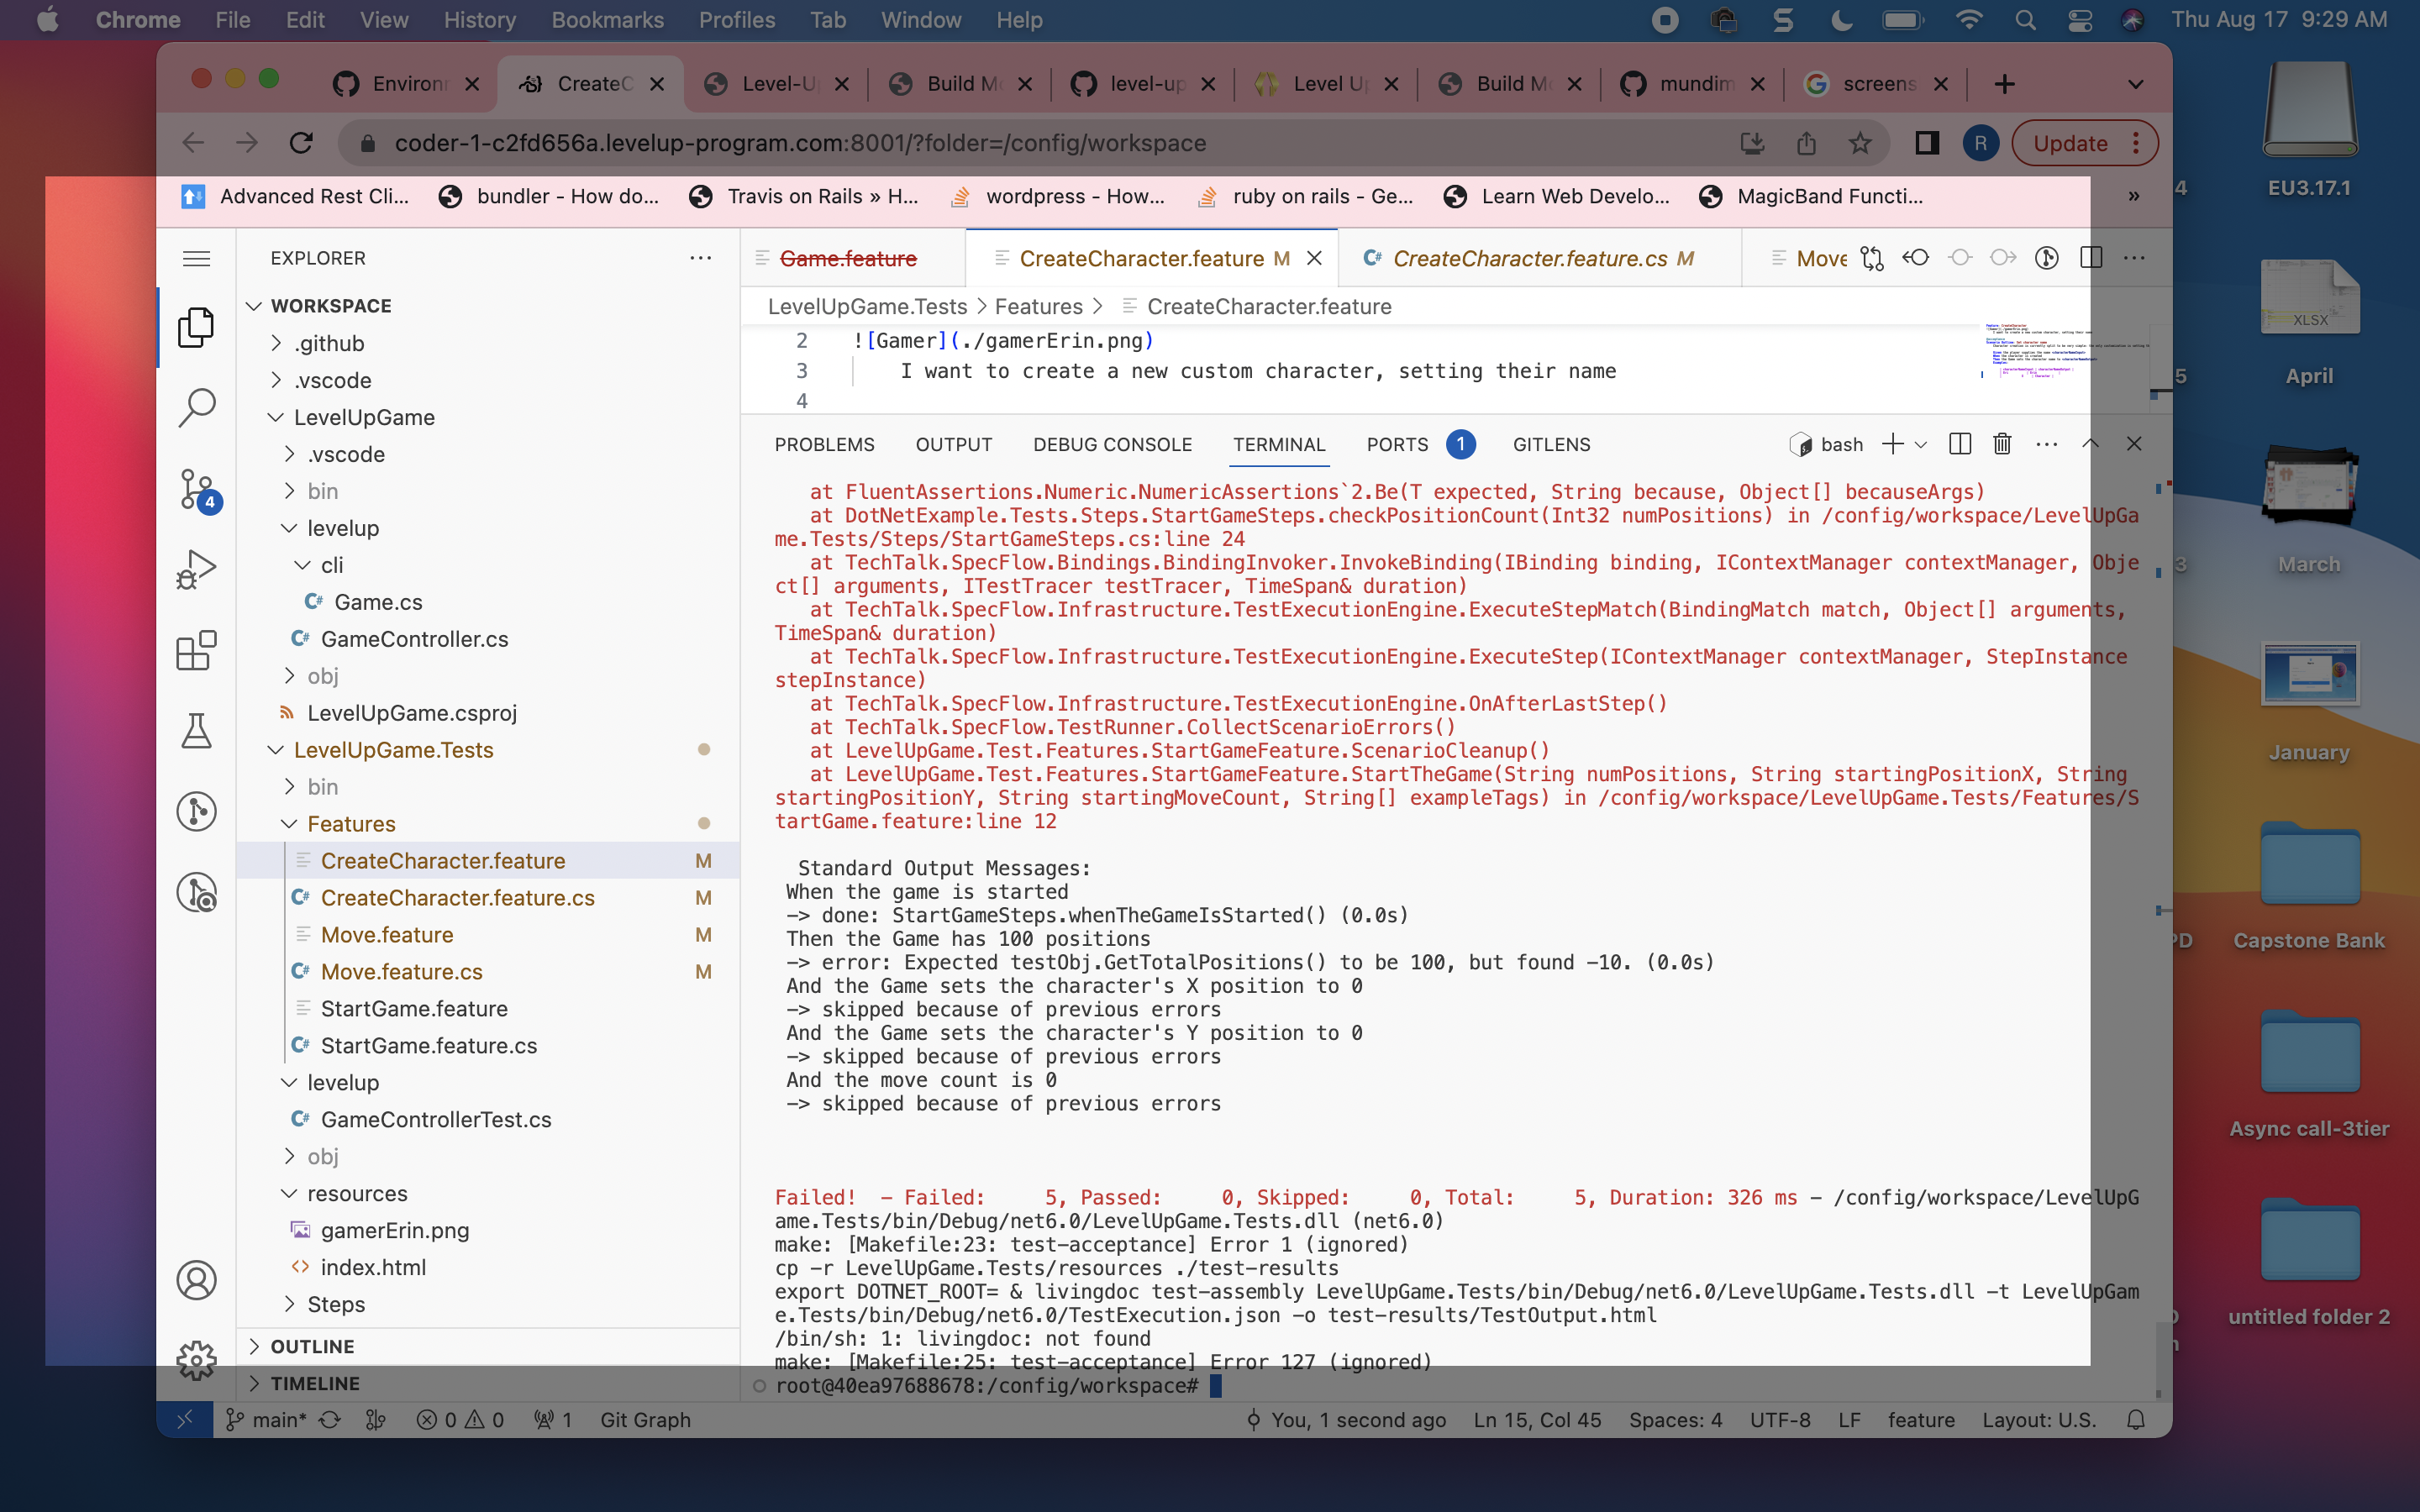 Chrome File Edit View History Bookmarks Profiles Tab Window Help Thu Aug 17 9:29 AM
Environ CreateC Level-U Build M level-up Level U Build M mundim screens
coder-1-c2fd656a.levelup-program.com:8001/?folder=/config/workspace Update
Advanced Rest Cli... bundler - How do... Travis on Rails » H... wordpress - How... ruby on rails - Ge... Learn Web Develo... MagicBand Functi... »
EXPLORER
WORKSPACE
.github
.vscode
LevelUpGame
.vscode
bin
levelup
cli
Game.cs
GameController.cs
obj
LevelUpGame.csproj
LevelUpGame.Tests
bin
Features
CreateCharacter.feature M
CreateCharacter.feature.cs M
Move.feature M
Move.feature.cs M
StartGame.feature
StartGame.feature.cs
levelup
GameControllerTest.cs
obj
resources
gamerErin.png
index.html
Steps
OUTLINE
TIMELINE
4
Game.feature CreateCharacter.feature M CreateCharacter.feature.cs M Move
LevelUpGame.Tests > Features > CreateCharacter.feature
2 ![Gamer](./gamerErin.png)
3 I want to create a new custom character, setting their name
4
PROBLEMS OUTPUT DEBUG CONSOLE TERMINAL PORTS 1 GITLENS bash
at FluentAssertions.Numeric.NumericAssertions`2.Be(T expected, String because, Object[] becauseArgs)
at DotNetExample.Tests.Steps.StartGameSteps.checkPositionCount(Int32 numPositions) in /config/workspace/LevelUpGa
me.Tests/Steps/StartGameSteps.cs:line 24
at TechTalk.SpecFlow.Bindings.BindingInvoker.InvokeBinding(IBinding binding, IContextManager contextManager, Obje
ct[] arguments, ITestTracer testTracer, TimeSpan& duration)
at TechTalk.SpecFlow.Infrastructure.TestExecutionEngine.ExecuteStepMatch(BindingMatch match, Object[] arguments,
TimeSpan& duration)
at TechTalk.SpecFlow.Infrastructure.TestExecutionEngine.ExecuteStep(IContextManager contextManager, StepInstance
stepInstance)
at TechTalk.SpecFlow.Infrastructure.TestExecutionEngine.OnAfterLastStep()
at TechTalk.SpecFlow.TestRunner.CollectScenarioErrors()
at LevelUpGame.Test.Features.StartGameFeature.ScenarioCleanup()
at LevelUpGame.Test.Features.StartGameFeature.StartTheGame(String numPositions, String startingPositionX, String
startingPositionY, String startingMoveCount, String[] exampleTags) in /config/workspace/LevelUpGame.Tests/Features/S
tartGame.feature:line 12
Standard Output Messages:
When the game is started
-> done: StartGameSteps.whenTheGameIsStarted() (0.0s)
Then the Game has 100 positions
-> error: Expected testObj.GetTotalPositions() to be 100, but found -10. (0.0s)
And the Game sets the character's X position to 0
-> skipped because of previous errors
And the Game sets the character's Y position to 0
-> skipped because of previous errors
And the move count is 0
-> skipped because of previous errors
Failed! - Failed: 5, Passed: 0, Skipped: 0, Total: 5, Duration: 326 ms - /config/workspace/LevelUpG
ame.Tests/bin/Debug/net6.0/LevelUpGame.Tests.dll (net6.0)
make: [Makefile:23: test-acceptance] Error 1 (ignored)
cp -r LevelUpGame.Tests/resources ./test-results
export DOTNET_ROOT= & livingdoc test-assembly LevelUpGame.Tests/bin/Debug/net6.0/LevelUpGame.Tests.dll -t LevelUpGam
e.Tests/bin/Debug/net6.0/TestExecution.json -o test-results/TestOutput.html
/bin/sh: 1: livingdoc: not found
make: [Makefile:25: test-acceptance] Error 127 (ignored)
root@40ea97688678:/config/workspace#
main* 0 0 1 Git Graph You, 1 second ago Ln 15, Col 45 Spaces: 4 UTF-8 LF feature Layout: U.S.
EU3.17.1
XLSX
April
March
January
Capstone Bank
Async call-3tier
untitled folder 2